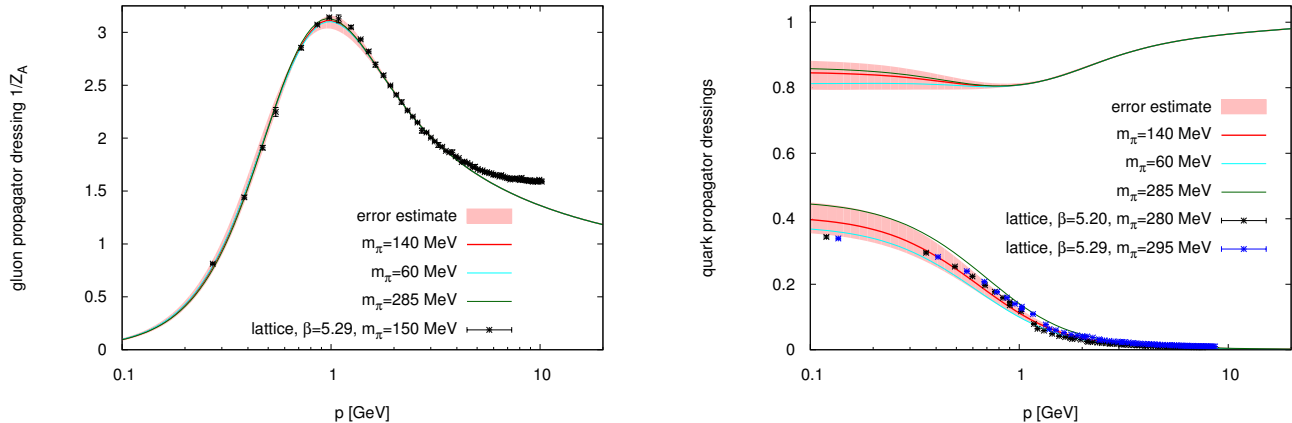 gluon propagator dressing 1/Z_A
3
2.5
2
1.5
1
0.5
0
0.1
1
10
p [GeV]
error estimate
m_π=140 MeV
m_π=60 MeV
m_π=285 MeV
lattice, β=5.29, m_π=150 MeV
quark propagator dressings
1
0.8
0.6
0.4
0.2
0
0.1
1
10
p [GeV]
error estimate
m_π=140 MeV
m_π=60 MeV
m_π=285 MeV
lattice, β=5.20, m_π=280 MeV
lattice, β=5.29, m_π=295 MeV